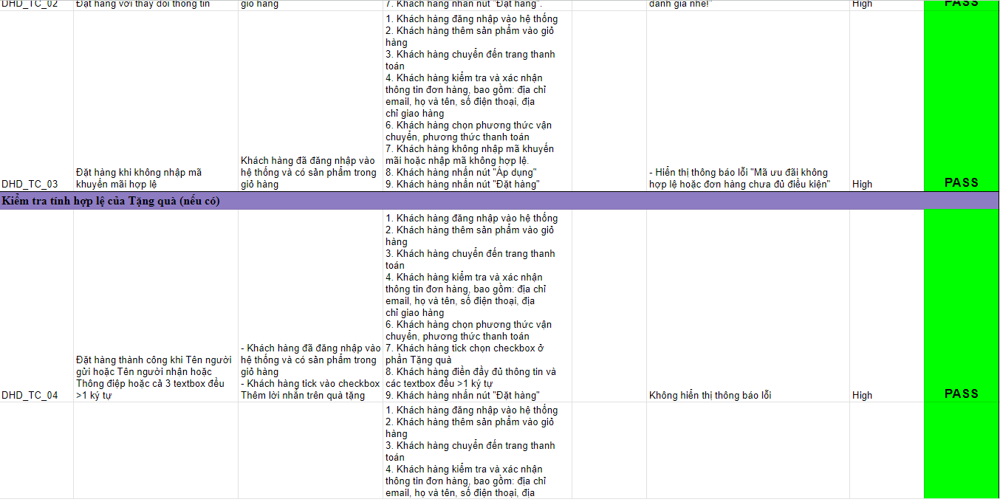 DHD_TC_02
Đặt hàng với thay đổi thông tin
giỏ hàng
7. Khách hàng nhấn nút "Đặt hàng".
đánh giá nhé!"
High
PASS
DHD_TC_03
Đặt hàng khi không nhập mã
khuyến mãi hợp lệ
Khách hàng đã đăng nhập vào
hệ thống và có sản phẩm trong
giỏ hàng
1. Khách hàng đăng nhập vào hệ thống
2. Khách hàng thêm sản phẩm vào giỏ
hàng
3. Khách hàng chuyển đến trang thanh
toán
4. Khách hàng kiểm tra và xác nhận
thông tin đơn hàng, bao gồm: địa chỉ
email, họ và tên, số điện thoại, địa
chỉ giao hàng
6. Khách hàng chọn phương thức vận
chuyển, phương thức thanh toán
7. Khách hàng không nhập mã khuyến
mãi hoặc nhập mã không hợp lệ.
8. Khách hàng nhấn nút "Áp dụng"
9. Khách hàng nhấn nút "Đặt hàng"
- Hiển thị thông báo lỗi "Mã ưu đãi không
hợp lệ hoặc đơn hàng chưa đủ điều kiện"
High
PASS
Kiểm tra tính hợp lệ của Tặng quà (nếu có)
DHD_TC_04
Đặt hàng thành công khi Tên người
gửi hoặc Tên người nhận hoặc
Thông điệp hoặc cả 3 textbox đều
>1 ký tự
- Khách hàng đã đăng nhập vào
hệ thống và có sản phẩm trong
giỏ hàng
- Khách hàng tick vào checkbox
Thêm lời nhắn trên quà tặng
1. Khách hàng đăng nhập vào hệ thống
2. Khách hàng thêm sản phẩm vào giỏ
hàng
3. Khách hàng chuyển đến trang thanh
toán
4. Khách hàng kiểm tra và xác nhận
thông tin đơn hàng, bao gồm: địa chỉ
email, họ và tên, số điện thoại, địa
chỉ giao hàng
6. Khách hàng chọn phương thức vận
chuyển, phương thức thanh toán
7. Khách hàng tick chọn checkbox ở
phần Tặng quà
8. Khách hàng điền đầy đủ thông tin và
các textbox đều >1 ký tự
9. Khách hàng nhấn nút "Đặt hàng"
Không hiển thị thông báo lỗi
High
PASS
1. Khách hàng đăng nhập vào hệ thống
2. Khách hàng thêm sản phẩm vào giỏ
hàng
3. Khách hàng chuyển đến trang thanh
toán
4. Khách hàng kiểm tra và xác nhận
thông tin đơn hàng, bao gồm: địa chỉ
email, họ và tên, số điện thoại, địa